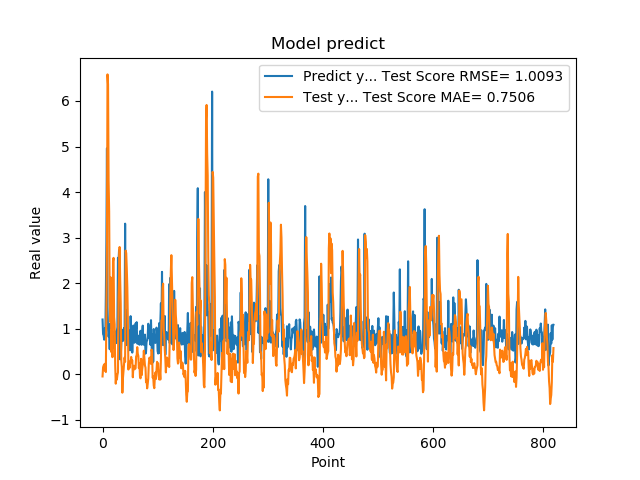 Model predict
Predict y... Test Score RMSE= 1.0093
Test y... Test Score MAE= 0.7506
Real value
6
5
4
3
2
1
0
−1
0 200 400 600 800
Point